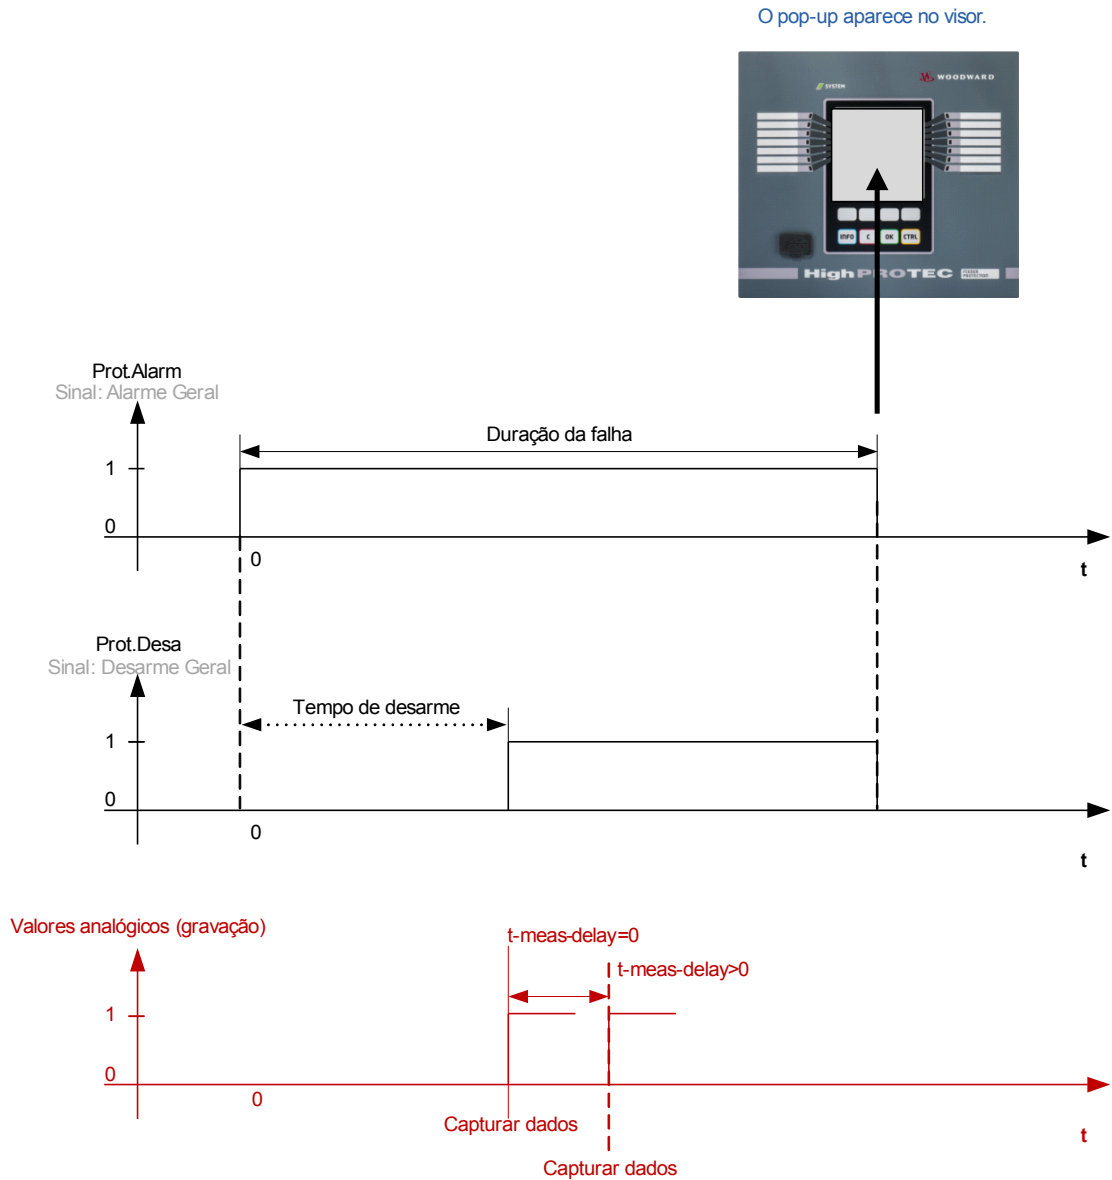 O pop-up aparece no visor.
WOODWARD
SYSTEM
INFO
C
OK
CTRL
HighPROTEC
FEEDER
PROTECTION
Prot.Alarm
Sinal: Alarme Geral
Duração da falha
1
0
0
t
Prot.Desa
Sinal: Desarme Geral
Tempo de desarme
1
0
0
t
Valores analógicos (gravação)
t-meas-delay=0
t-meas-delay>0
1
0
0
Capturar dados
t
Capturar dados